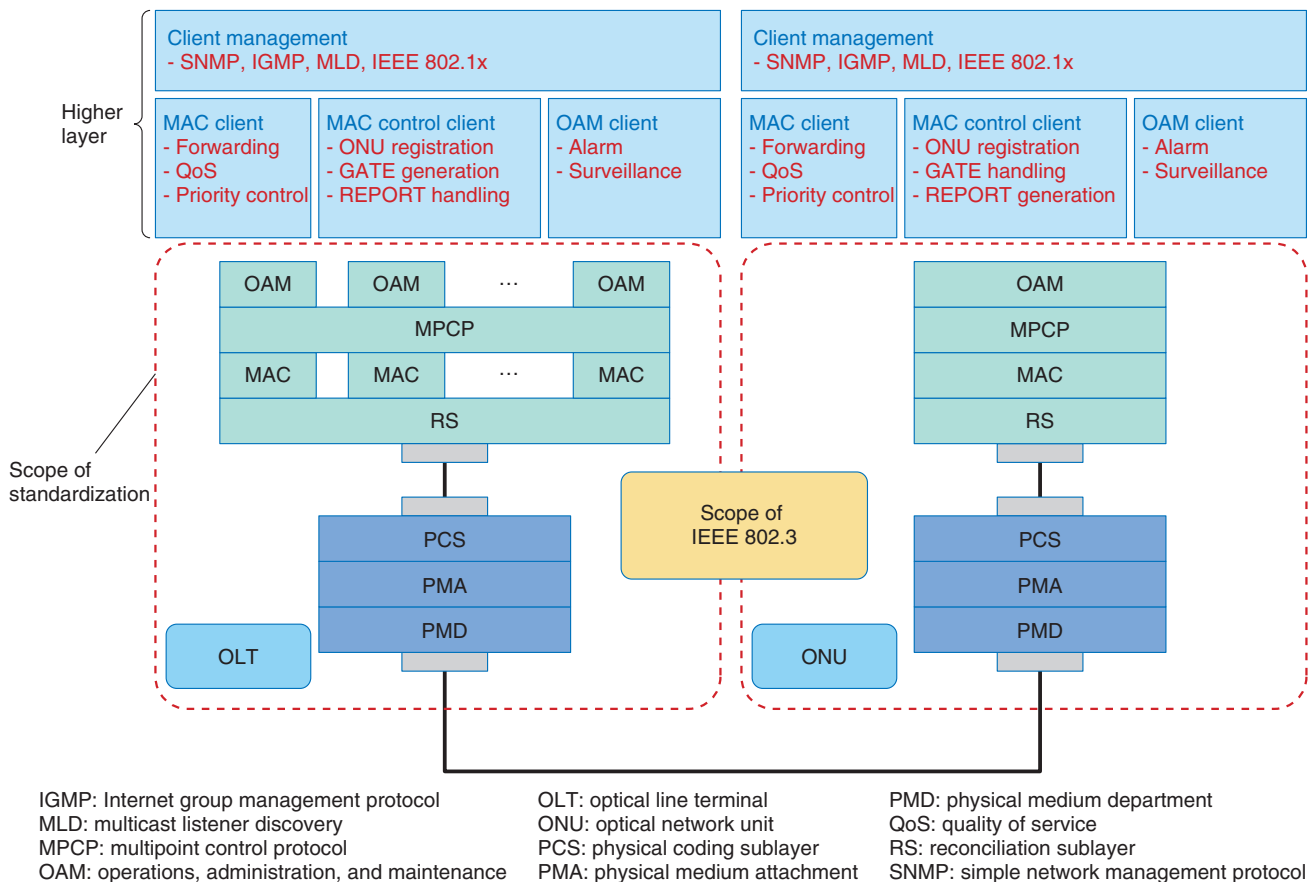 Client management
- SNMP, IGMP, MLD, IEEE 802.1x
Client management
- SNMP, IGMP, MLD, IEEE 802.1x
Higher
layer
MAC client
- Forwarding
- QoS
- Priority control
MAC control client
- ONU registration
- GATE generation
- REPORT handling
OAM client
- Alarm
- Surveillance
MAC client
- Forwarding
- QoS
- Priority control
MAC control client
- ONU registration
- GATE handling
- REPORT generation
OAM client
- Alarm
- Surveillance
OAM OAM ... OAM
MPCP
MAC MAC ... MAC
RS
OAM
MPCP
MAC
RS
Scope of
standardization
Scope of
IEEE 802.3
PCS
PMA
PMD
OLT
PCS
PMA
PMD
ONU
IGMP: Internet group management protocol
MLD: multicast listener discovery
MPCP: multipoint control protocol
OAM: operations, administration, and maintenance
OLT: optical line terminal
ONU: optical network unit
PCS: physical coding sublayer
PMA: physical medium attachment
PMD: physical medium department
QoS: quality of service
RS: reconciliation sublayer
SNMP: simple network management protocol